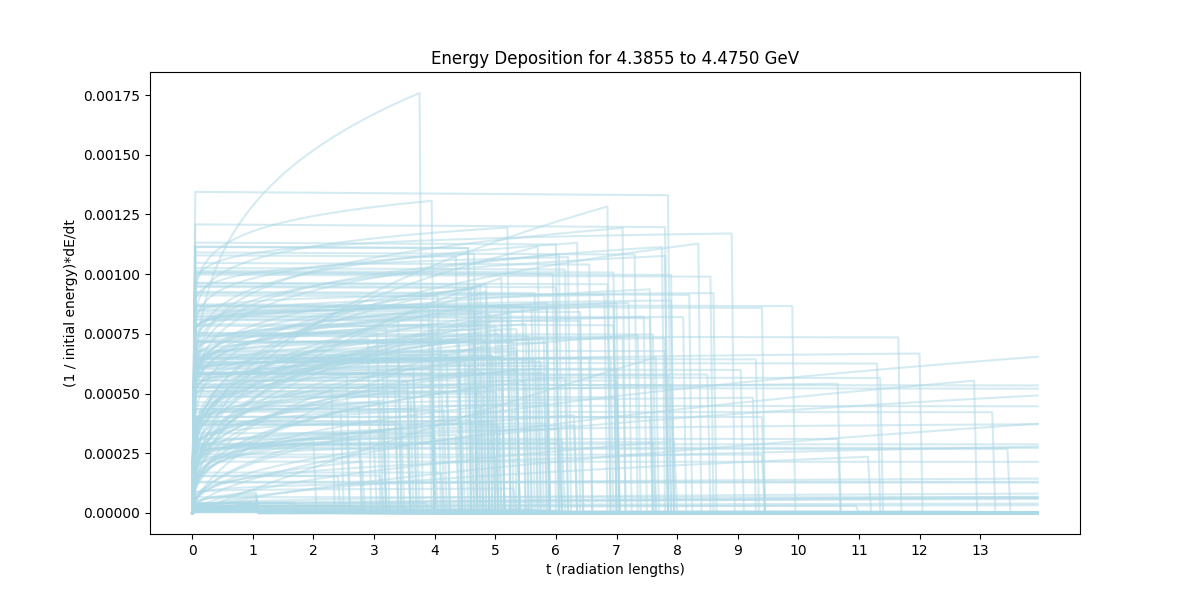 Energy Deposition for 4.3855 to 4.4750 GeV
(1 / initial energy)*dE/dt
0.00175
0.00150
0.00125
0.00100
0.00075
0.00050
0.00025
0.00000
0 1 2 3 4 5 6 7 8 9 10 11 12 13
t (radiation lengths)